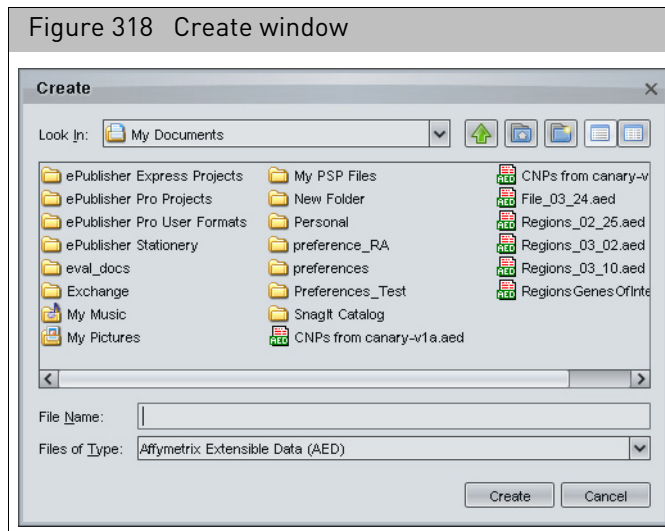 Figure 318 Create window
Create
Look In: My Documents
ePublisher Express Projects
ePublisher Pro Projects
ePublisher Pro User Formats
ePublisher Stationery
eval_docs
Exchange
My Music
My Pictures
My PSP Files
New Folder
Personal
preference_RA
preferences
Preferences_Test
SnagIt Catalog
CNPs from canary-v1a.aed
CNPs from canary-v
File_03_24.aed
Regions_02_25.aed
Regions_03_02.aed
Regions_03_10.aed
RegionsGenesOfInte
File Name:
Files of Type: Affymetrix Extensible Data (AED)
Create Cancel